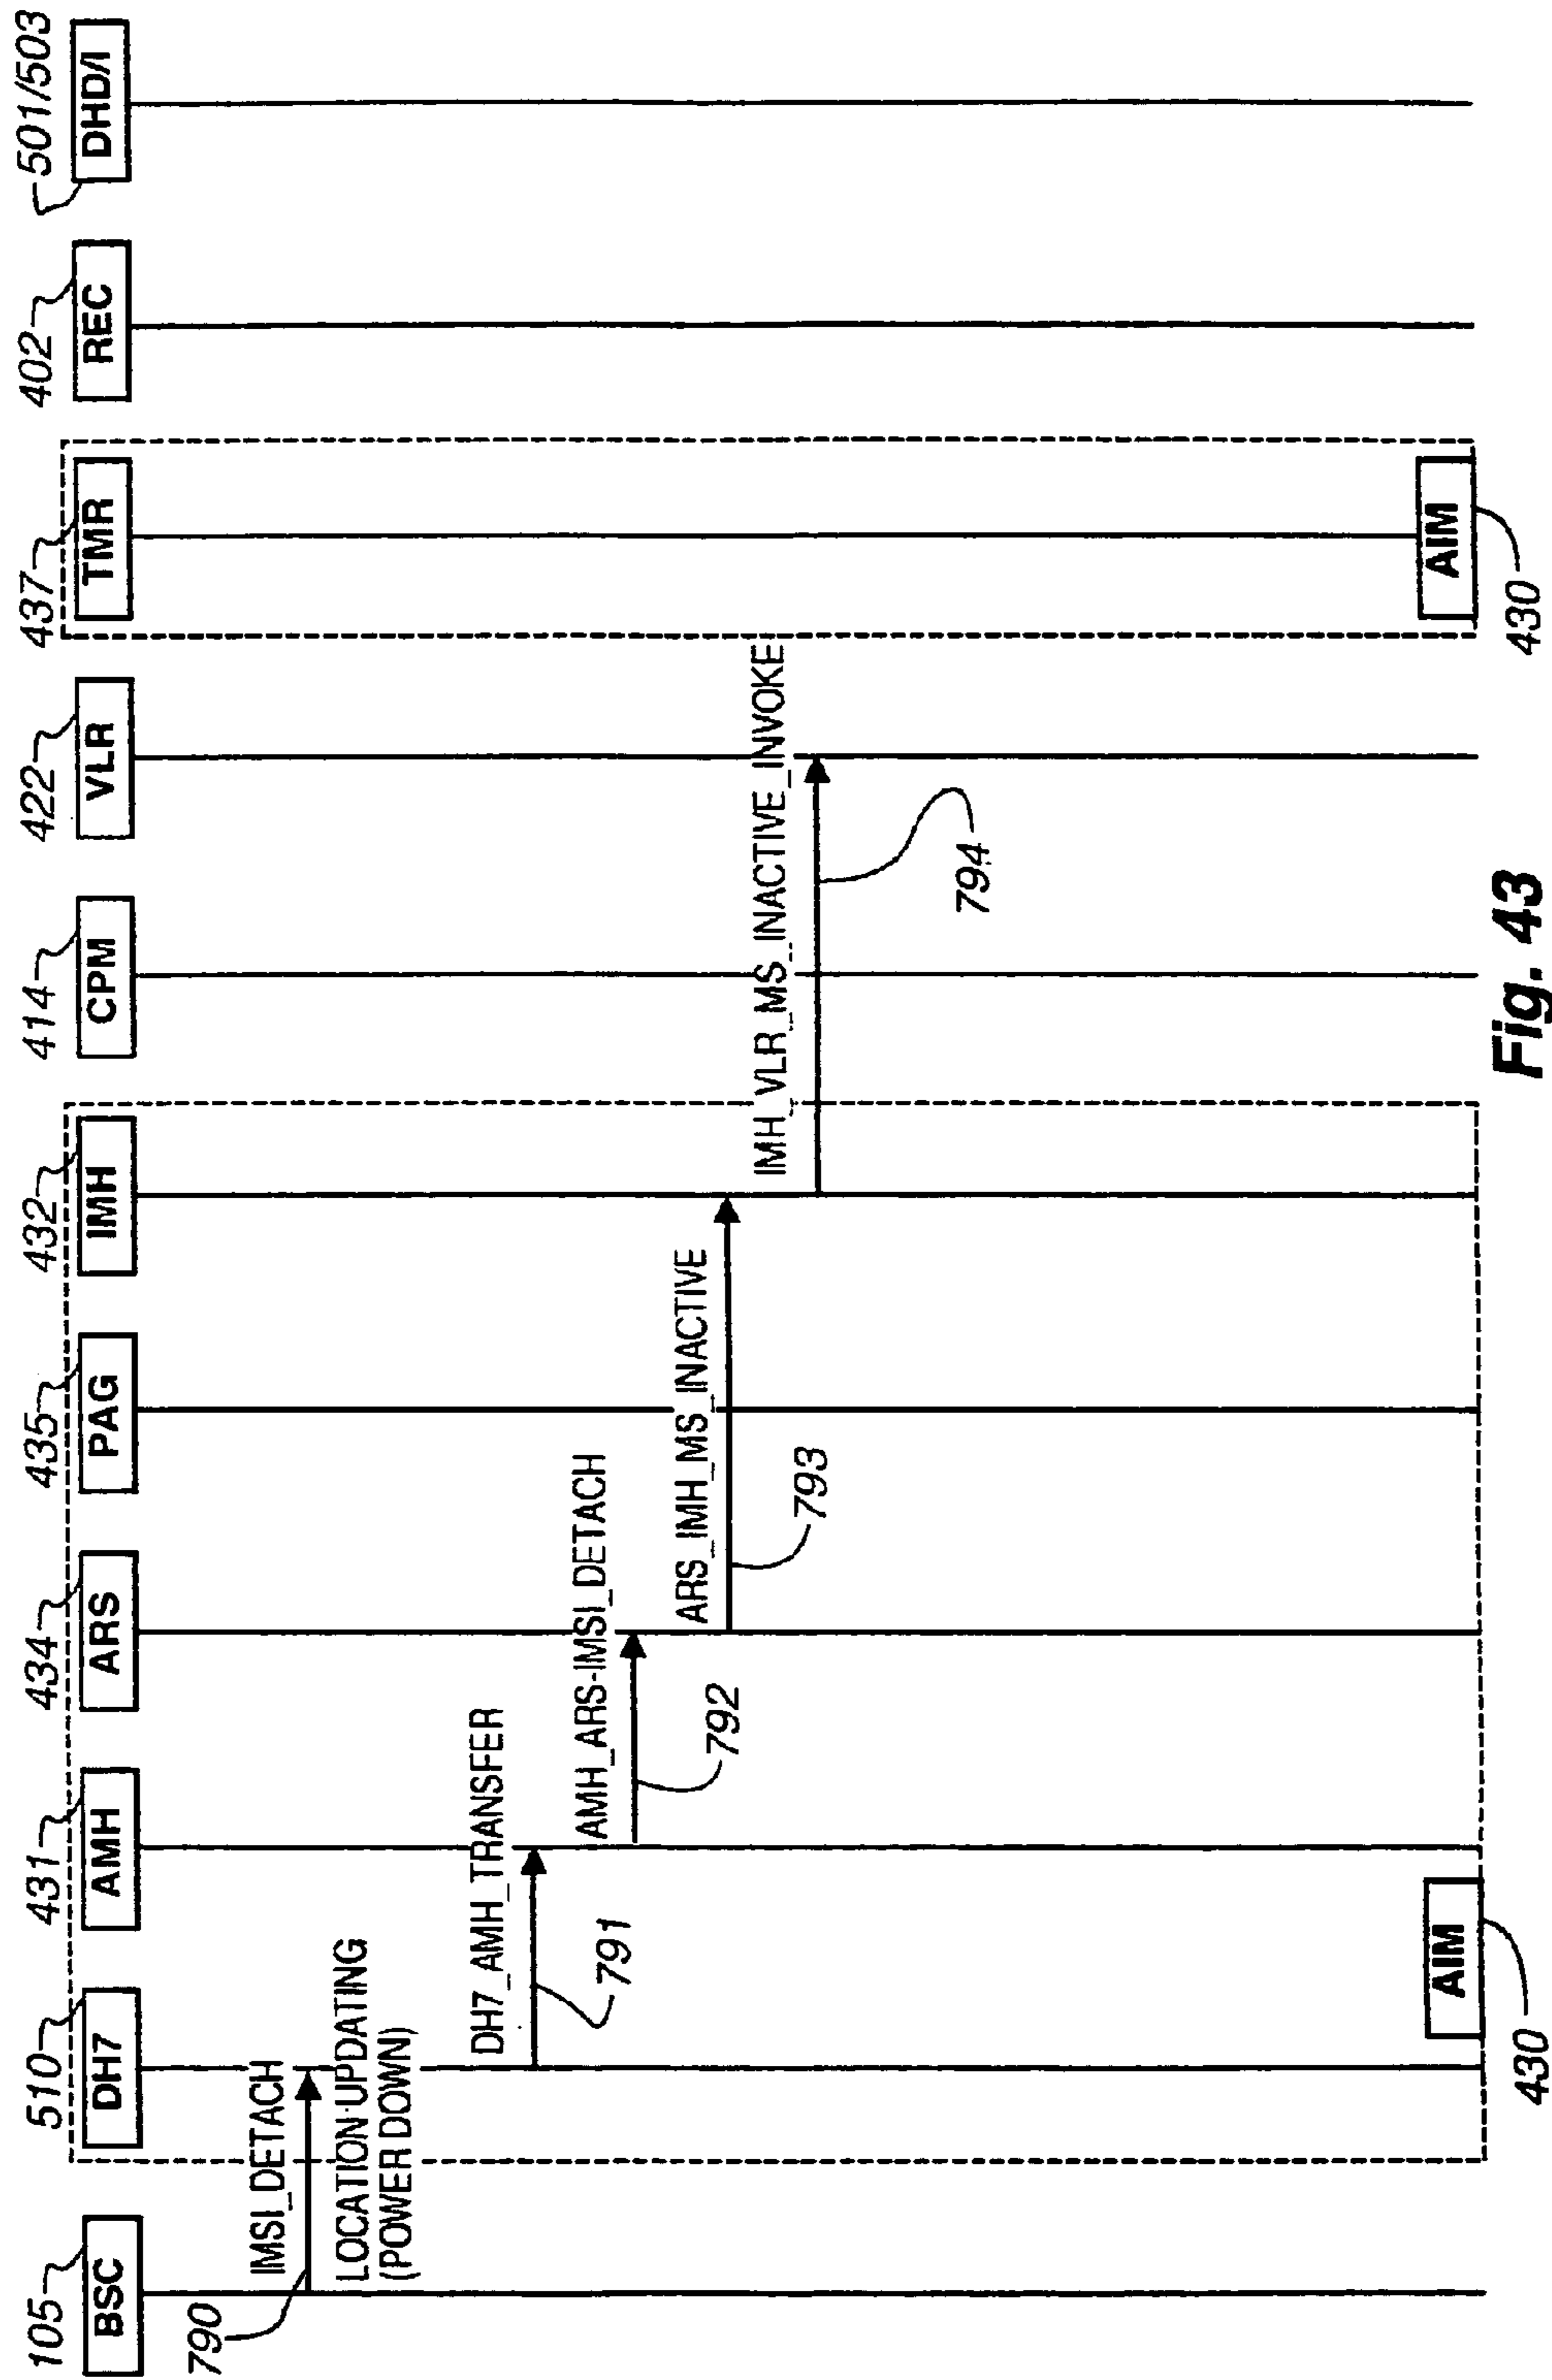 105
510
431
434
435
432
414
422
437
402
501/503
BSC
DH7
AMH
ARS
PAG
IMH
CPM
VLR
TMR
REC
DHD/I
790
IMSI_DETACH
LOCATION UPDATING
(POWER DOWN)
DH7_AMH_TRANSFER
791
AMH_ARS-IMSI_DETACH
792
ARS_IMH_MS_INACTIVE
793
IMH_VLR_MS_INACTIVE_INVOKE
794
AIM
430
AIM
430
Fig. 43